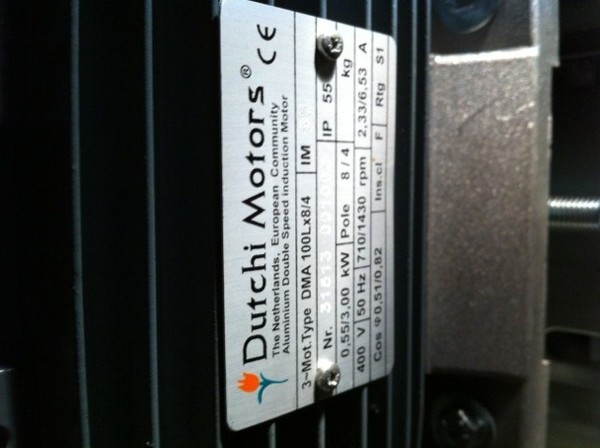 Dutchi Motors® CE
The Netherlands, European Community
Aluminium Double Speed induction Motor
3~Mot.Type DMA 100Lx8/4 IM
Nr. 31513 IP 55
0,55/3,00 kW Pole 8/4 kg
400 V 50 Hz 710/1430 rpm 2,33/6,53 A
Cos Φ 0,51/0,82 Ins.cl F Rtg S1